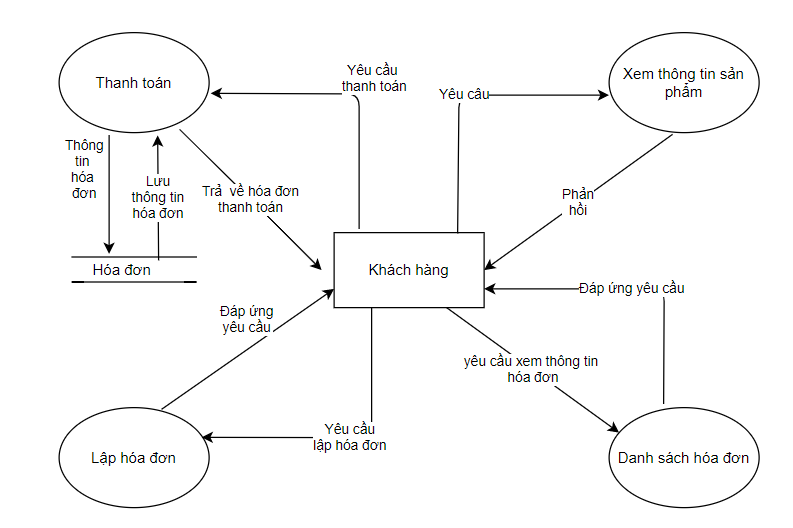 Thanh toán
Yêu cầu
thanh toán
Yêu câu
Xem thông tin sản
phẩm
Thông
tin
hóa
đơn
Lưu
thông tin
hóa đơn
Trả về hóa đơn
thanh toán
Phản
hồi
Hóa đơn
Khách hàng
Đáp ứng
yêu cầu
Đáp ứng yêu cầu
yêu cầu xem thông tin
hóa đơn
Yêu cầu
lập hóa đơn
Lập hóa đơn
Danh sách hóa đơn